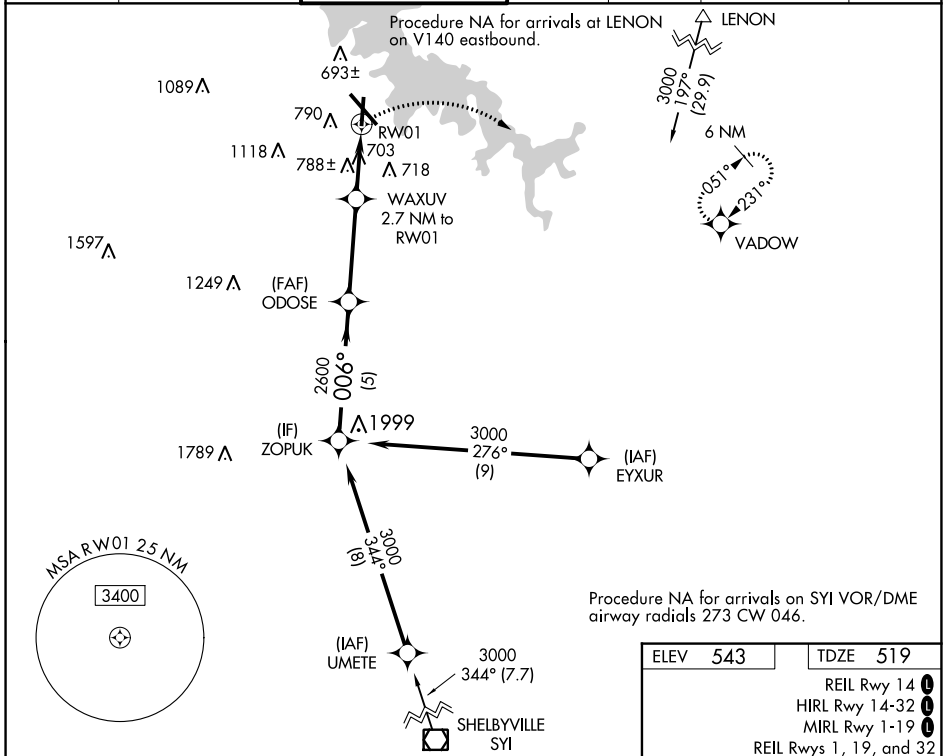 Procedure NA for arrivals at LENON
on V140 eastbound.
LENON
3000
197°
(29.9)
693±
1089
790
RW01
6 NM
1118
703
788±
718
051°
231°
WAXUV
2.7 NM to
RW01
VADOW
1597
1249
(FAF)
ODOSE
2600
006°
(5)
1999
(IF)
ZOPUK
1789
3000
276°
(9)
(IAF)
EYXUR
3000
344°
(8)
MSA RW01 25 NM
3400
Procedure NA for arrivals on SYI VOR/DME
airway radials 273 CW 046.
(IAF)
UMETE
3000
344° (7.7)
SHELBYVILLE
SYI
ELEV 543
TDZE 519
REIL Rwy 14 L
HIRL Rwy 14-32 L
MIRL Rwy 1-19 L
REIL Rwys 1, 19, and 32